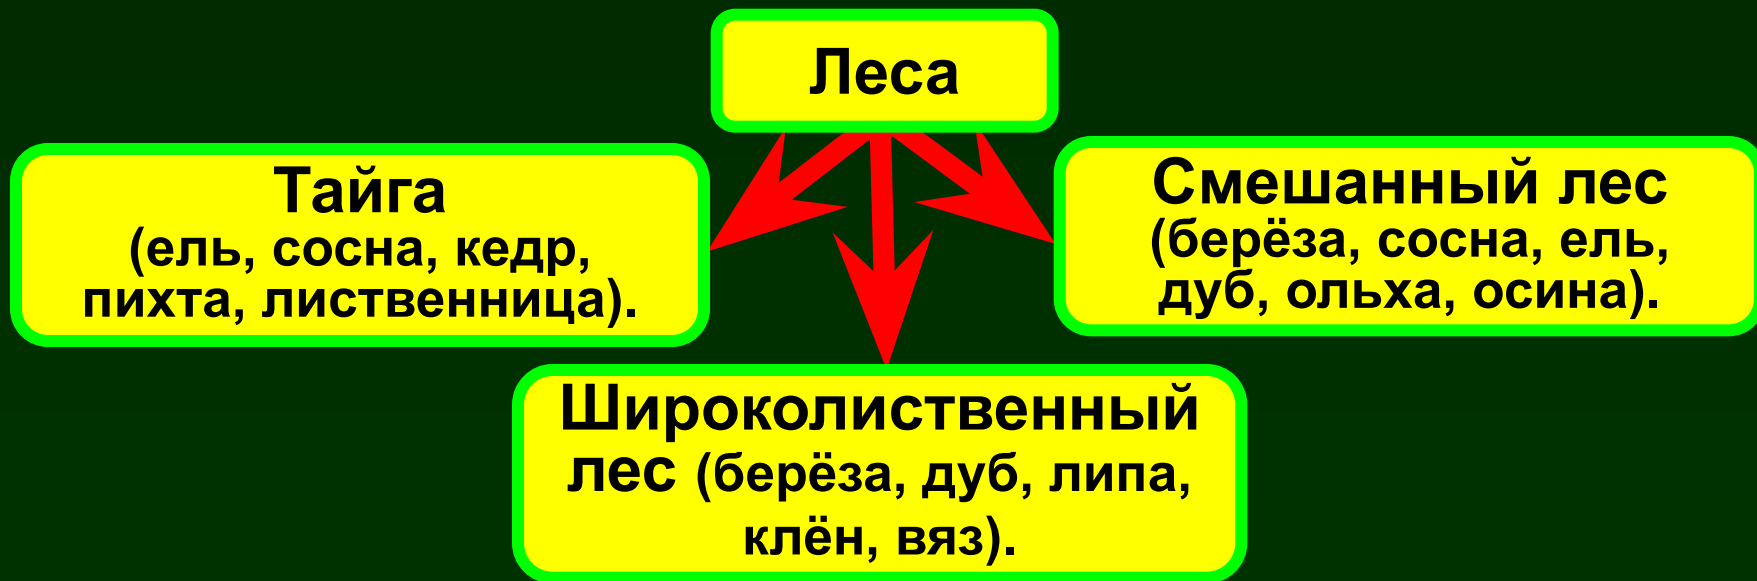 Леса
Тайга
(ель, сосна, кедр,
пихта, лиственница).
Смешанный лес
(берёза, сосна, ель,
дуб, ольха, осина).
Широколиственный
лес (берёза, дуб, липа,
клён, вяз).